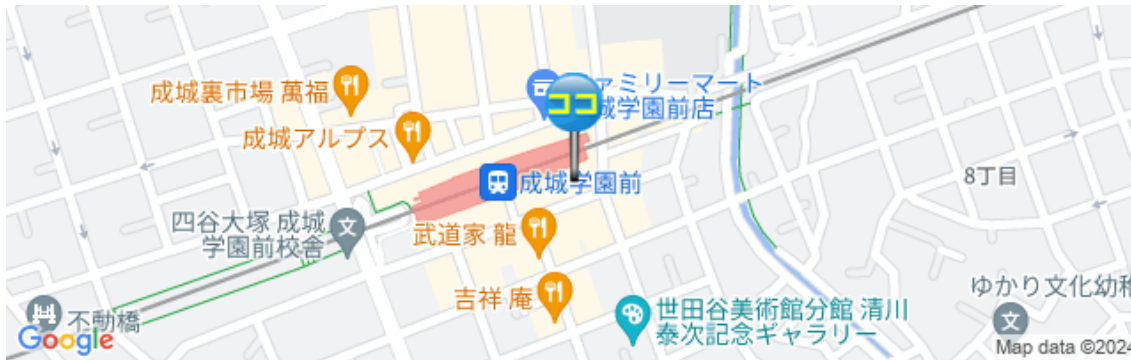 成城裏市場 萬福
ァミリーマート
城学園前店
ココ
成城アルプス
成城学園前
8丁目
四谷大塚 成城
学園前校舎
武道家 龍
吉祥 庵
ゆかり文化幼稚
世田谷美術館分館 清川
泰次記念ギャラリー
不動橋
文
文
Google
Map data ©2024